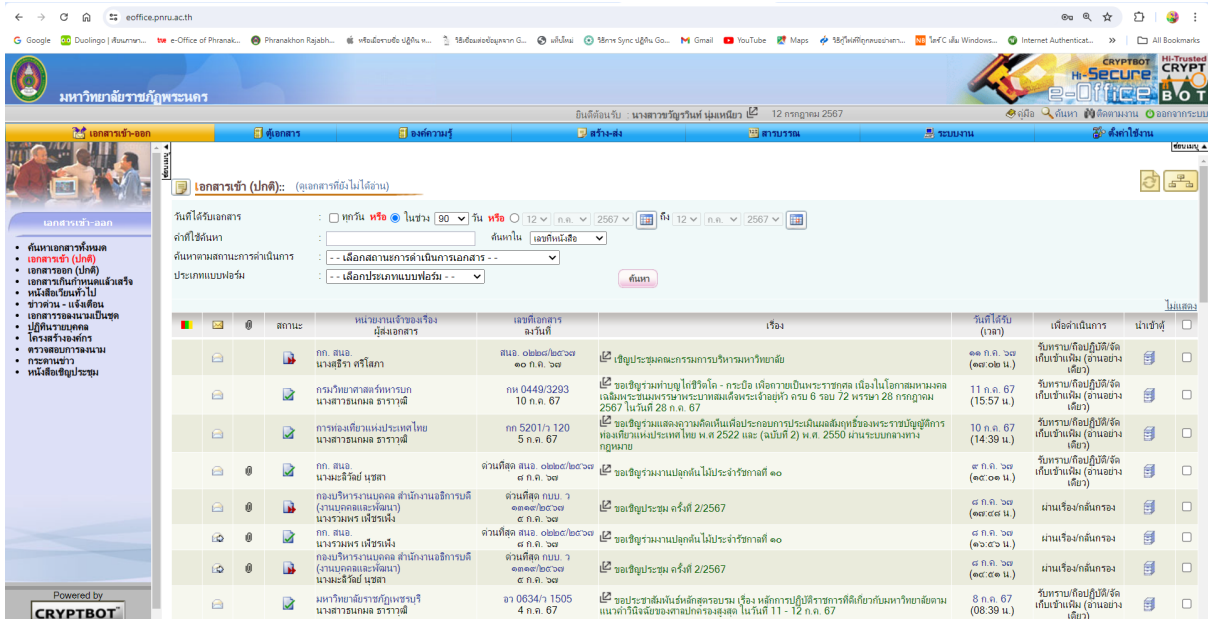 eoffice.pnru.ac.th
Google Duolingo | เรียนภาษา... e-Office of Phranak... Phranakhon Rajabh... หรือเมื่อรายชื่อ ปฏิทิน ห... วิธีเชื่อมต่อข้อมูลจาก G... แท็บใหม่ วิธีการ Sync ปฏิทิน Go... Gmail YouTube Maps วิธีกู้ไฟล์ที่ถูกลบอย่างถา... ไดร์ C เต็ม Windows... Internet Authenticat... All Bookmarks
มหาวิทยาลัยราชภัฏพระนคร
CRYPTBOT Hi-Secure e-Office
Hi-Trusted CRYPT BOT
ยินดีต้อนรับ : นางสาวขวัญรวินท์ นุ่มเหนียว 12 กรกฎาคม 2567 คู่มือ ค้นหา ติดตามงาน ออกจากระบบ
เอกสารเข้า-ออก ตู้เอกสาร องค์ความรู้ สร้าง-ส่ง สารบรรณ ระบบงาน ตั้งค่าใช้งาน
ซ่อนเมนู
ซ่อนเมนู
เอกสารเข้า-ออก
ค้นหาเอกสารทั้งหมด
เอกสารเข้า (ปกติ)
เอกสารออก (ปกติ)
เอกสารเกินกำหนดแล้วเสร็จ
หนังสือเวียนทั่วไป
ข่าวด่วน - แจ้งเตือน
เอกสารรอลงนามเป็นชุด
ปฏิทินรายบุคคล
โครงสร้างองค์กร
ตรวจสอบการลงนาม
กระดานข่าว
หนังสือเชิญประชุม
Powered by
CRYPTBOT
เอกสารเข้า (ปกติ):: (ดูเอกสารที่ยังไม่ได้อ่าน)
วันที่ได้รับเอกสาร : ทุกวัน หรือ ในช่วง 90 วัน หรือ 12 ก.ค. 2567 ถึง 12 ก.ค. 2567
คำที่ใช้ค้นหา : ค้นหาใน เลขที่หนังสือ
ค้นหาตามสถานะการดำเนินการ : - - เลือกสถานะการดำเนินการเอกสาร - -
ประเภทแบบฟอร์ม : - - เลือกประเภทแบบฟอร์ม - - ค้นหา
ไม่แสดง
สถานะ หน่วยงานเจ้าของเรื่อง ผู้ส่งเอกสาร เลขที่เอกสาร ลงวันที่ เรื่อง วันที่ได้รับ (เวลา) เพื่อดำเนินการ นำเข้าตู้
กก. สนอ. สนอ. เชิญประชุมคณะกรรมการบริหารมหาวิทยาลัย ๑๑ ก.ค. ๖๗ รับทราบ/ถือปฏิบัติ/จัด
นางสุธีรา ศรีโสภา ๑๐ ก.ค. ๖๗ (๑๗:๐๒ น.) เก็บเข้าแฟ้ม (อ่านอย่าง
เดียว)
กรมวิทยาศาสตร์ทหารบก กห 0449/3293 ขอเชิญร่วมทำบุญไถ่ชีวิตโค - กระบือ เพื่อถวายเป็นพระราชกุศล เนื่องในโอกาสมหามงคล 11 ก.ค. 67 รับทราบ/ถือปฏิบัติ/จัด
นางสาวธนกมล ธาราวุฒิ 10 ก.ค. 67 เฉลิมพระชนมพรรษาพระบาทสมเด็จพระเจ้าอยู่หัว ครบ 6 รอบ 72 พรรษา 28 กรกฎาคม (15:57 น.) เก็บเข้าแฟ้ม (อ่านอย่าง
2567 ในวันที่ 28 ก.ค. 67 เดียว)
การท่องเที่ยวแห่งประเทศไทย กก 5201/ว 120 ขอเชิญร่วมแสดงความคิดเห็นเพื่อประกอบการประเมินผลสัมฤทธิ์ของพระราชบัญญัติการ 10 ก.ค. 67 รับทราบ/ถือปฏิบัติ/จัด
นางสาวธนกมล ธาราวุฒิ 5 ก.ค. 67 ท่องเที่ยวแห่งประเทศไทย พ.ศ 2522 และ (ฉบับที่ 2) พ.ศ. 2550 ผ่านระบบกลางทาง (14:39 น.) เก็บเข้าแฟ้ม (อ่านอย่าง
กฎหมาย เดียว)
กก. สนอ. ด่วนที่สุด สนอ. ขอเชิญร่วมงานปลูกต้นไม้ประจำรัชกาลที่ ๑๐ ๙ ก.ค. ๖๗ รับทราบ/ถือปฏิบัติ/จัด
นางมะลิวัลย์ นุชสา ๘ ก.ค. ๖๗ (๑๕:๐๑ น.) เก็บเข้าแฟ้ม (อ่านอย่าง
เดียว)
กองบริหารงานบุคคล สำนักงานอธิการบดี ด่วนที่สุด กบบ. ว ขอเชิญประชุม ครั้งที่ 2/2567 ๘ ก.ค. ๖๗ ผ่านเรื่อง/กลั่นกรอง
(งานบุคคลและพัฒนา) (๑๗:๔๘ น.)
นางรวมพร เพ็ชรเพ็ง ๕ ก.ค. ๖๗
กก. สนอ. ด่วนที่สุด สนอ. ขอเชิญร่วมงานปลูกต้นไม้ประจำรัชกาลที่ ๑๐ ๘ ก.ค. ๖๗ ผ่านเรื่อง/กลั่นกรอง
นางรวมพร เพ็ชรเพ็ง ๘ ก.ค. ๖๗ (๑๖:๕๖ น.)
กองบริหารงานบุคคล สำนักงานอธิการบดี ด่วนที่สุด กบบ. ว ขอเชิญประชุม ครั้งที่ 2/2567 ๘ ก.ค. ๖๗ ผ่านเรื่อง/กลั่นกรอง
(งานบุคคลและพัฒนา) (๑๔:๕๑ น.)
นางมะลิวัลย์ นุชสา ๕ ก.ค. ๖๗
มหาวิทยาลัยราชภัฏเพชรบุรี อว 0634/ว 1505 ขอประชาสัมพันธ์หลักสูตรอบรม เรื่อง หลักการปฏิบัติราชการที่ดีเกี่ยวกับมหาวิทยาลัยตาม 8 ก.ค. 67 รับทราบ/ถือปฏิบัติ/จัด
นางสาวธนกมล ธาราวุฒิ 4 ก.ค. 67 แนวคำวินิจฉัยของศาลปกครองสูงสุด ในวันที่ 11 - 12 ก.ค. 67 (08:39 น.) เก็บเข้าแฟ้ม (อ่านอย่าง
เดียว)